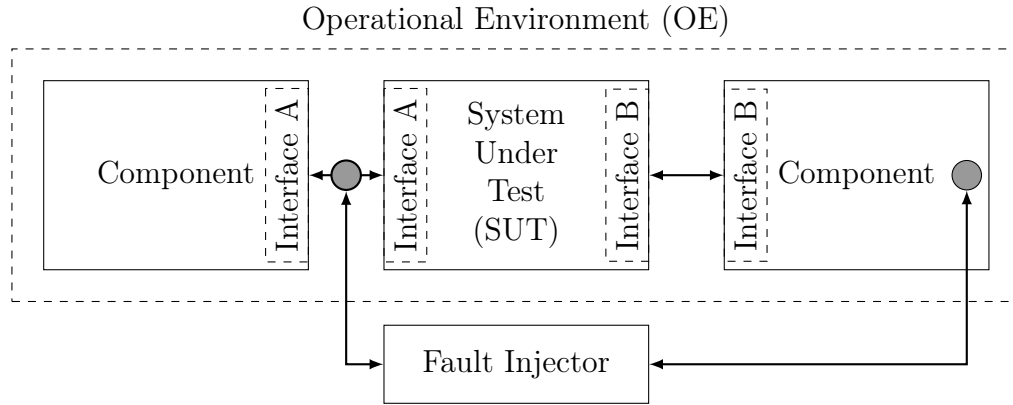 Operational Environment (OE)
Component
Interface A
Interface A
System
Under
Test
(SUT)
Interface B
Interface B
Component
Fault Injector